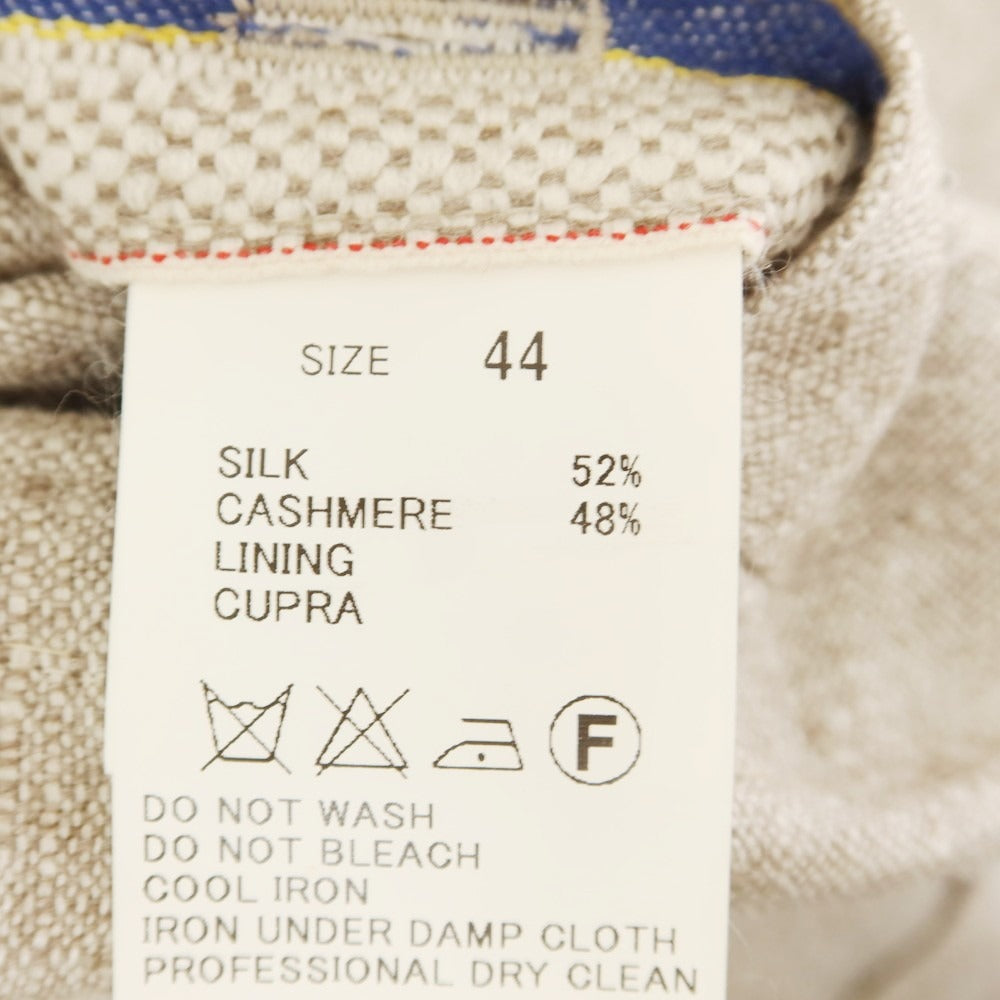 SIZE 44
SILK 52%
CASHMERE 48%
LINING
CUPRA
F
DO NOT WASH
DO NOT BLEACH
COOL IRON
IRON UNDER DAMP CLOTH
PROFESSIONAL DRY CLEAN